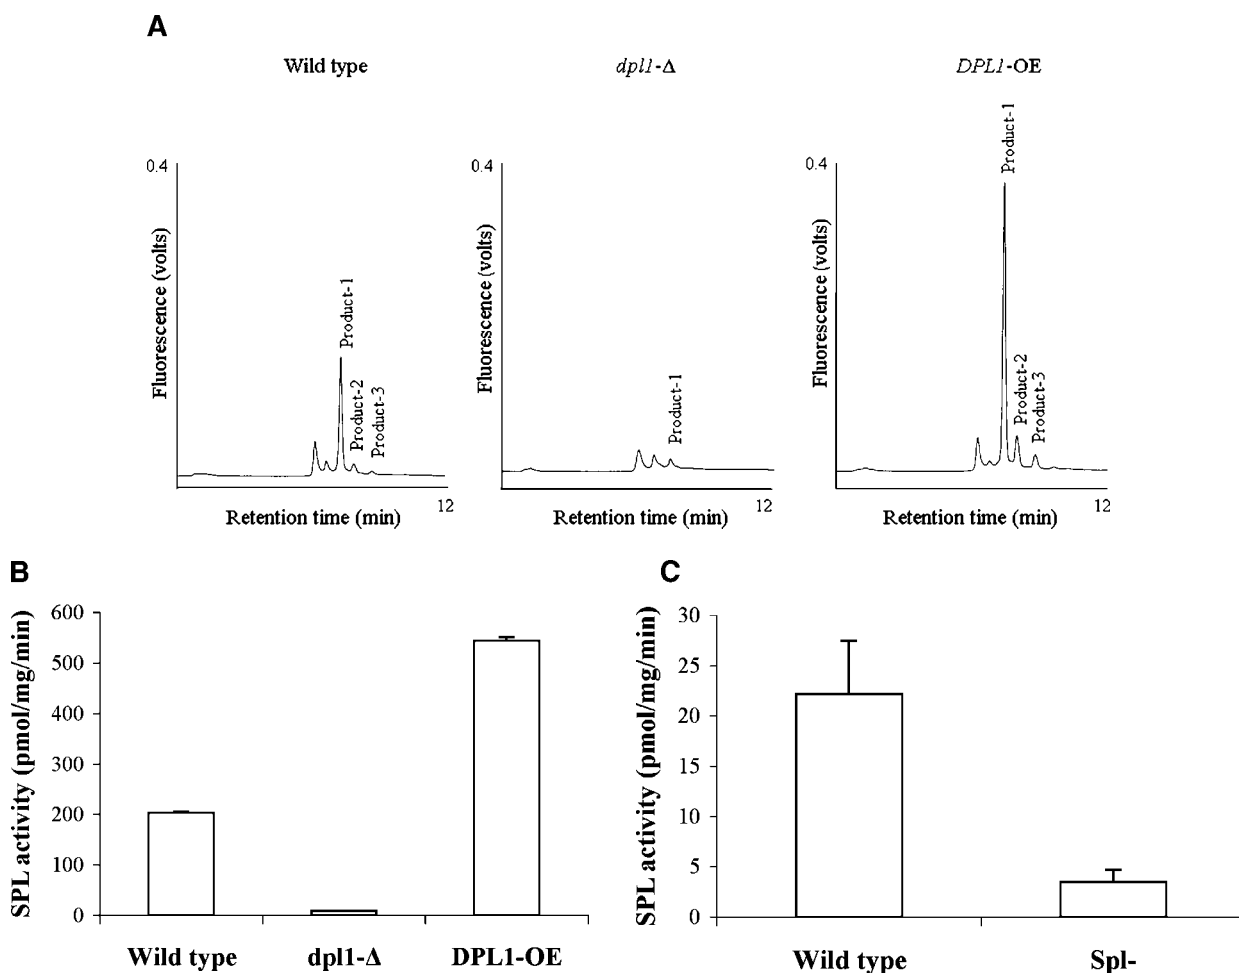 A
Wild type
dpl1-Δ
DPL1-OE
0.4
Fluorescence (volts)
Product-1
Product-2
Product-3
12
Retention time (min)
0.4
Fluorescence (volts)
Product-1
12
Retention time (min)
0.4
Fluorescence (volts)
Product-1
Product-2
Product-3
12
Retention time (min)
B
SPL activity (pmol/mg/min)
600
500
400
300
200
100
0
Wild type
dpl1-Δ
DPL1-OE
C
SPL activity (pmol/mg/min)
30
25
20
15
10
5
0
Wild type
Spl-